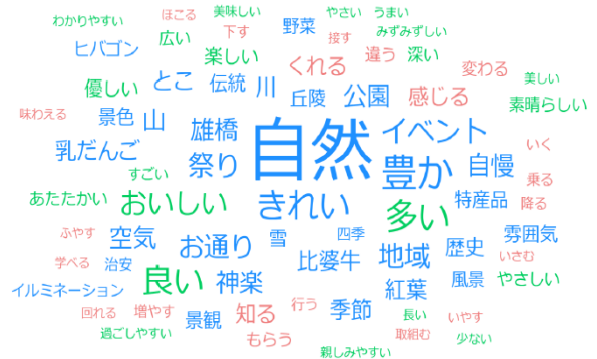 わかりやすい ほこる 美味しい やさい うまい
ヒバゴン 広い 下す 野菜 接す みずみずしい
楽しい くれる 違う 深い
優しい とこ 伝統 川 丘陵 公園 感じる 変わる 美しい
味わえる 景色 山 雄橋 自然 イベント 素晴らしい
乳だんご 祭り 豊か 自慢 いく
すごい 乗る
あたたかい おいしい きれい 多い 特産品 降る
ふやす 空気 お通り 雪 四季 地域 歴史 雰囲気
学べる 治安 比婆牛 いさむ
イルミネーション 良い 神楽 紅葉 風景 やさしい
回れる 増やす 景観 知る 行う 季節 長い いやす
過ごしやすい もらう 取組む 少ない
親しみやすい